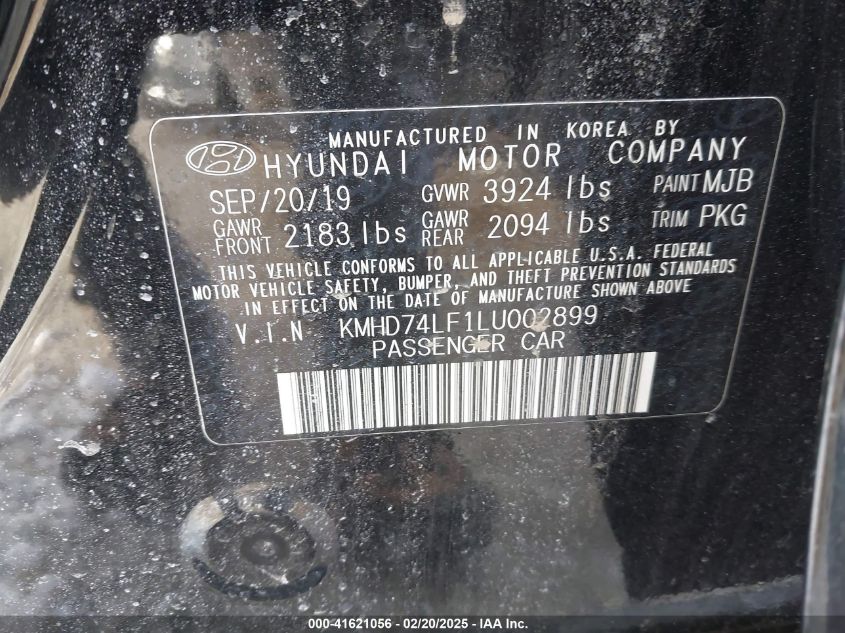 MANUFACTURED IN KOREA BY
HYUNDAI MOTOR COMPANY
SEP/20/19 GVWR 3924 lbs PAINT MJB
GAWR FRONT 2183 lbs GAWR REAR 2094 lbs TRIM PKG
THIS VEHICLE CONFORMS TO ALL APPLICABLE U.S.A. FEDERAL
MOTOR VEHICLE SAFETY, BUMPER, AND THEFT PREVENTION STANDARDS
IN EFFECT ON THE DATE OF MANUFACTURE SHOWN ABOVE
V.I.N KMHD74LF1LU002899
PASSENGER CAR
000-41621056 - 02/20/2025 - IAA Inc.